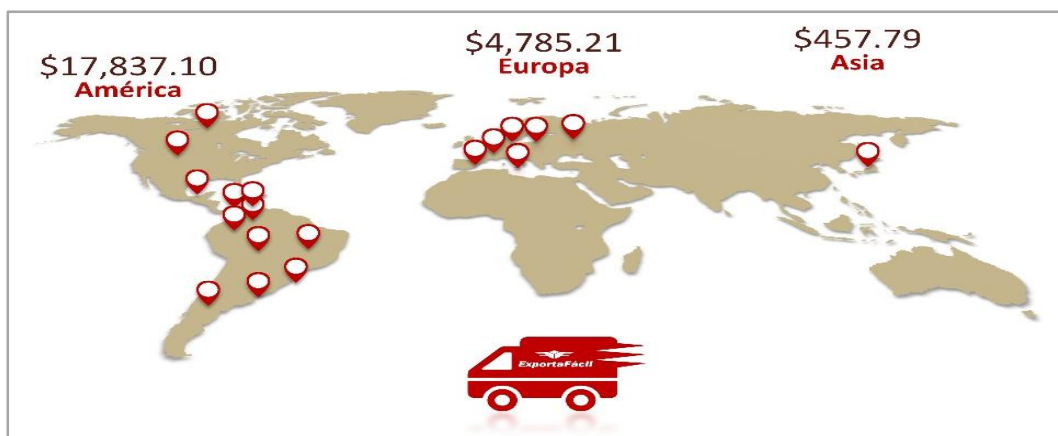 $17,837.10
América
$4,785.21
Europa
$457.79
Asia
ExportaFácil